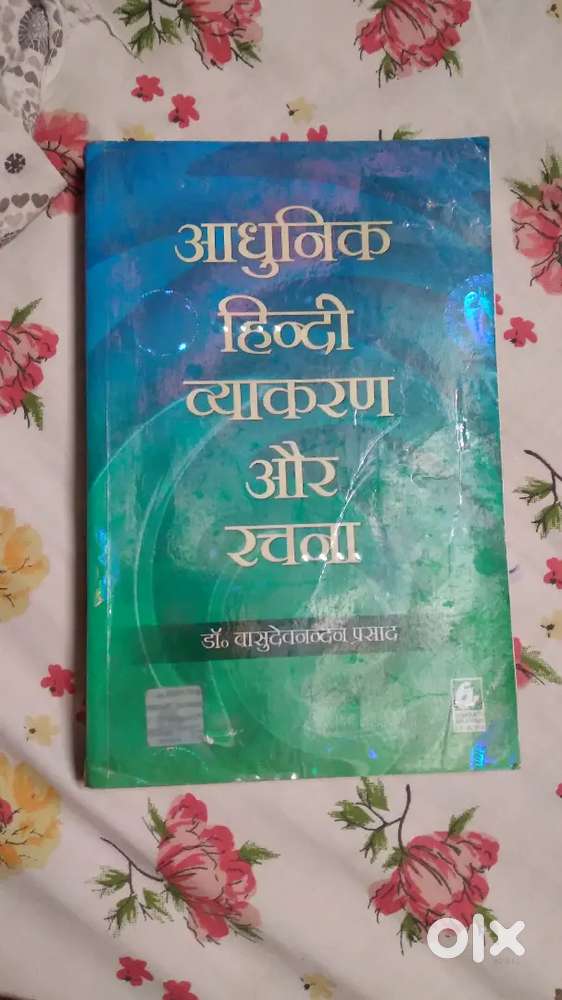 आधुनिक
हिन्दी
व्याकरण
और
रचना
डॉ॰ वासुदेवनन्दन प्रसाद
olx